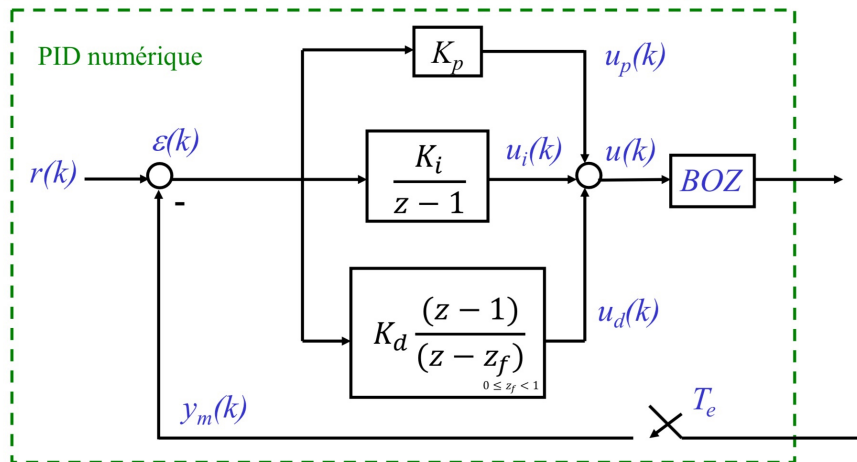 PID numérique
K_p
u_p(k)
ε(k)
r(k)
-
K_i
z − 1
u_i(k)
u(k)
BOZ
K_d (z − 1)
(z − z_f)
0 ≤ z_f < 1
u_d(k)
y_m(k)
T_e